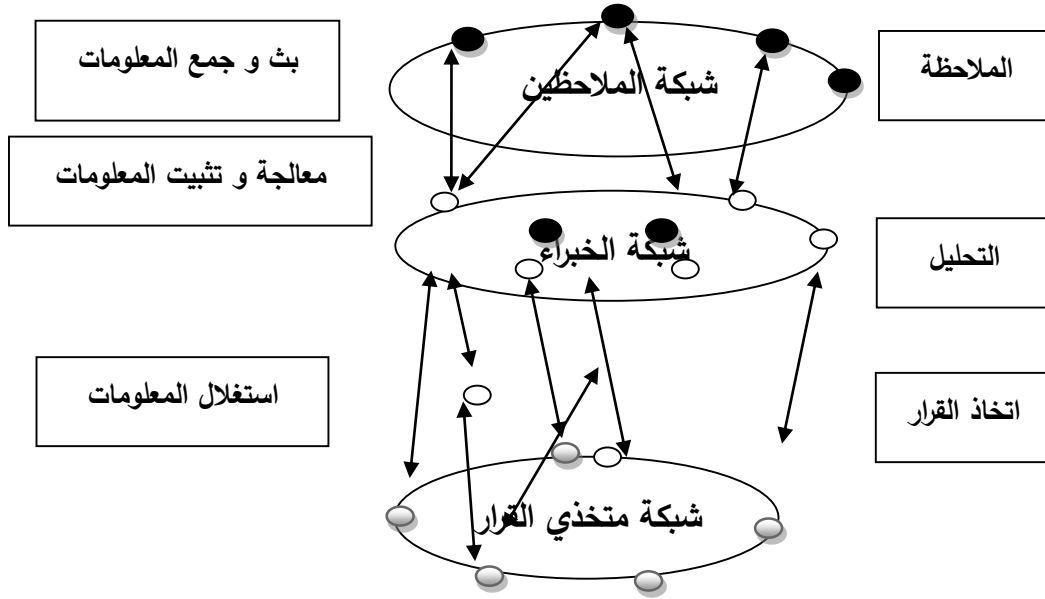 الملاحظة
شبكة الملاحظين
بث و جمع المعلومات
معالجة و تثبيت المعلومات
التحليل
شبكة الخبراء
اتخاذ القرار
استغلال المعلومات
شبكة متخذي القرار